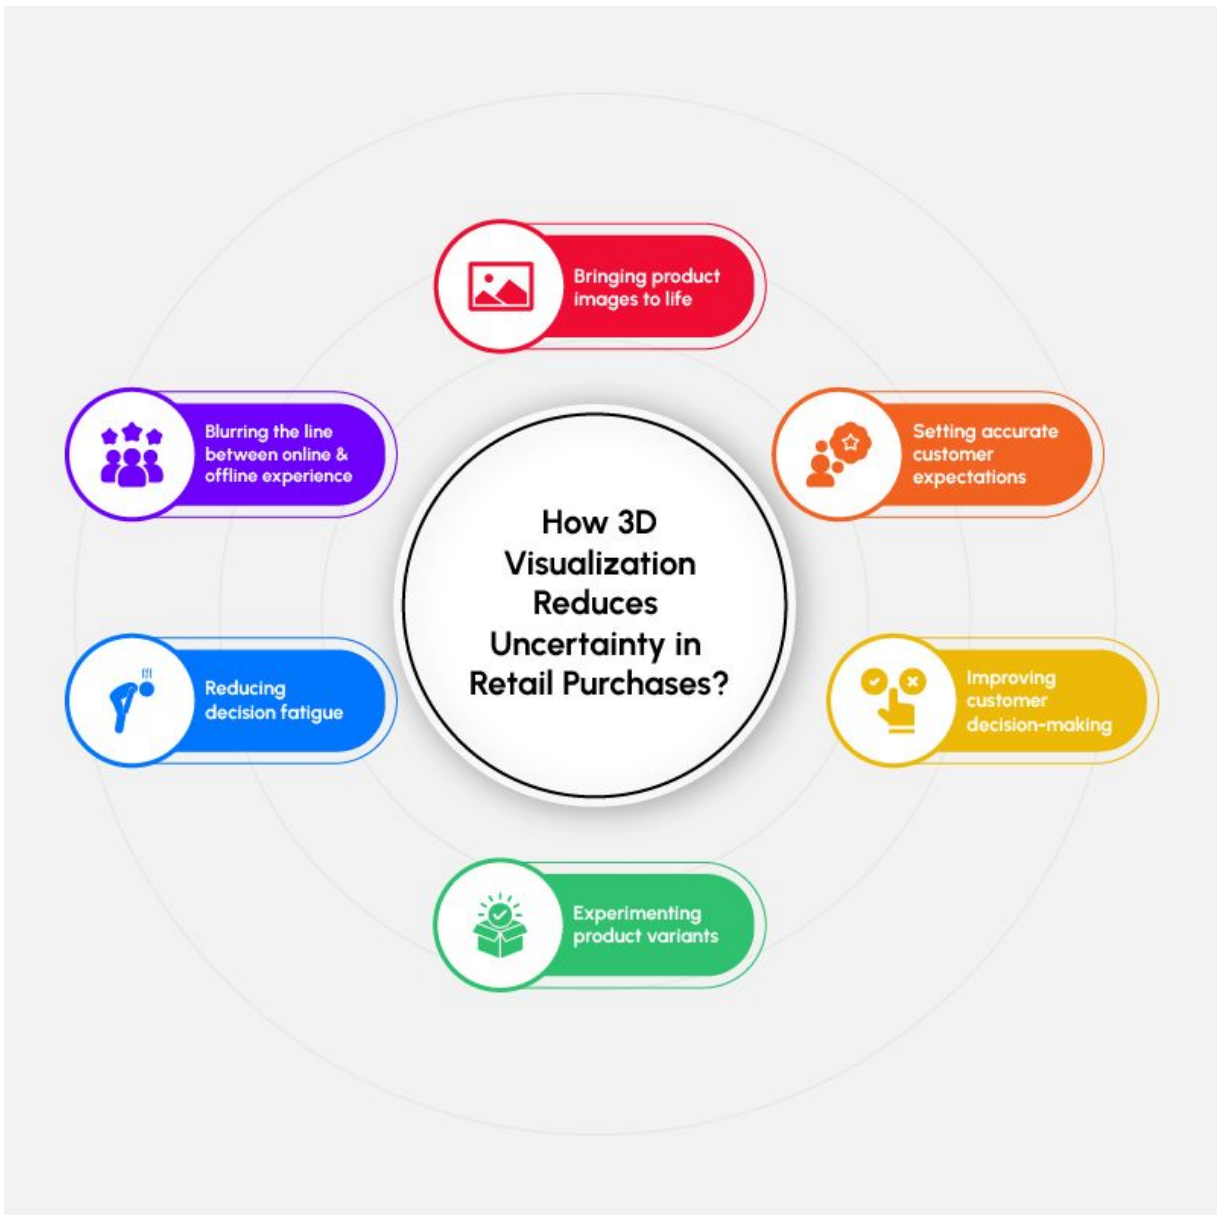 Bringing product
images to life
Blurring the line
between online &
offline experience
Setting accurate
customer
expectations
How 3D
Visualization
Reduces
Uncertainty in
Retail Purchases?
Reducing
decision fatigue
Improving
customer
decision-making
Experimenting
product variants